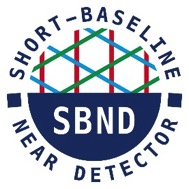 SHORT-BASELINE
SBND
NEAR DETECTOR